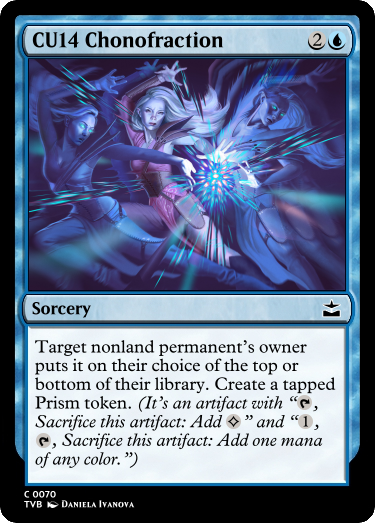 CU14 Chonofraction 2
Sorcery
Target nonland permanent's owner
puts it on their choice of the top or
bottom of their library. Create a tapped
Prism token. (It's an artifact with “,
Sacrifice this artifact: Add ” and “1,
, Sacrifice this artifact: Add one mana
of any color.”)
C 0070
TVB Daniela Ivanova